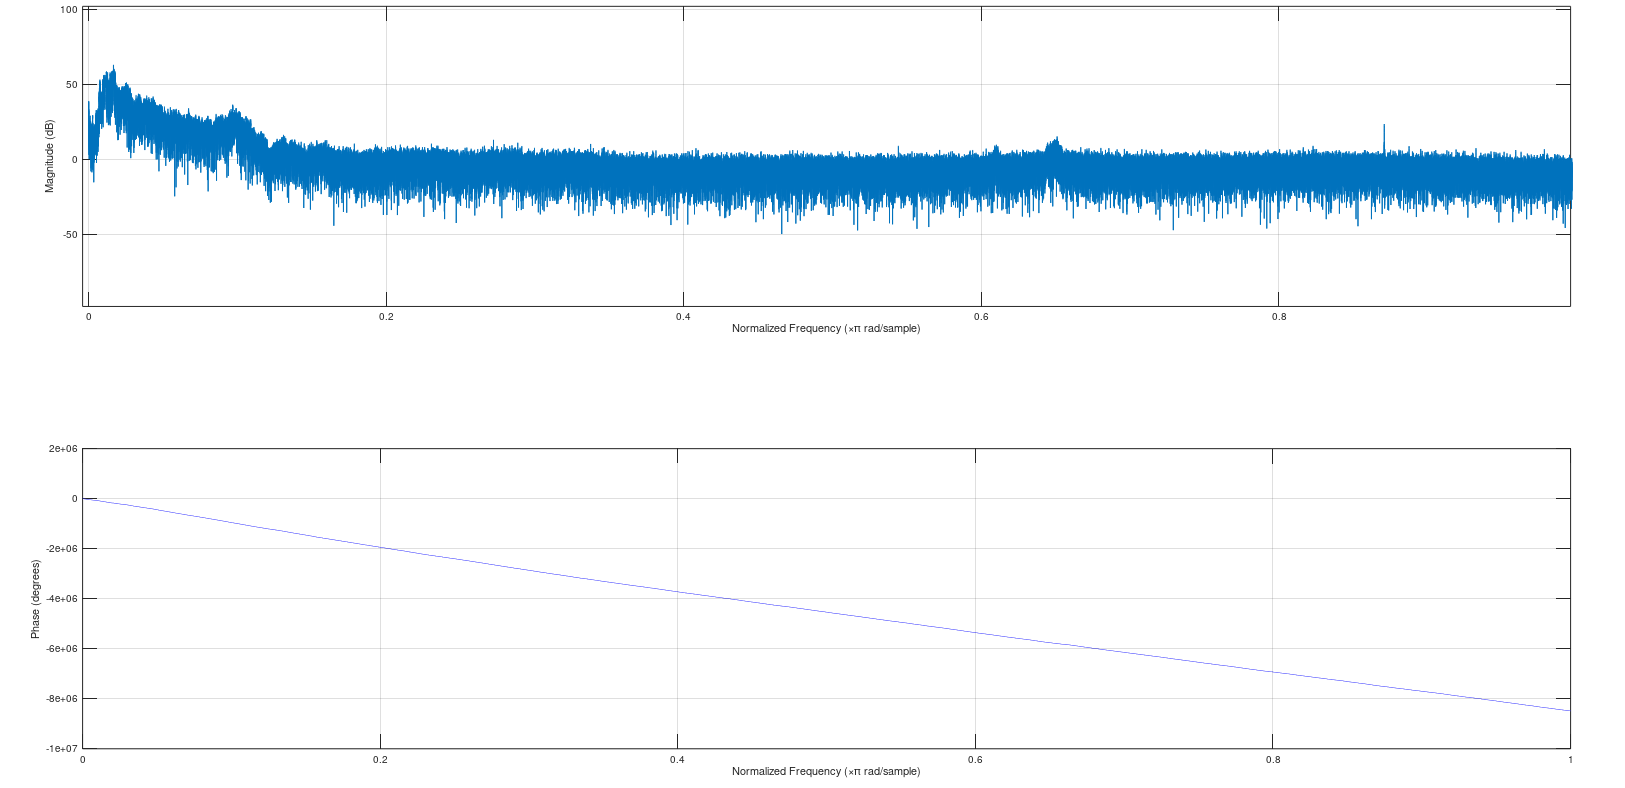 100
50
0
-50
Magnitude (dB)
0
0.2
0.4
0.6
0.8
Normalized Frequency (×π rad/sample)
2e+06
0
-2e+06
-4e+06
-6e+06
-8e+06
-1e+07
Phase (degrees)
0
0.2
0.4
0.6
0.8
1
Normalized Frequency (×π rad/sample)